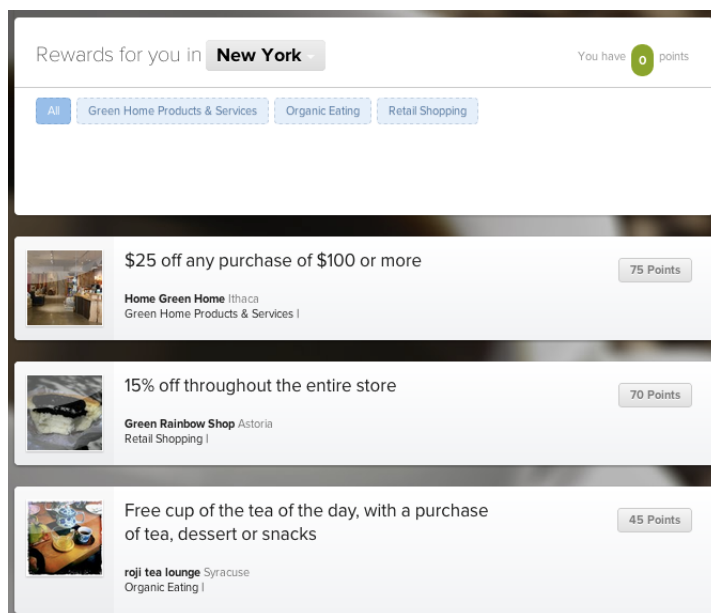 Rewards for you in New York
You have 0 points
All Green Home Products & Services Organic Eating Retail Shopping
$25 off any purchase of $100 or more
75 Points
Home Green Home Ithaca
Green Home Products & Services |
15% off throughout the entire store
70 Points
Green Rainbow Shop Astoria
Retail Shopping |
Free cup of the tea of the day, with a purchase
of tea, dessert or snacks
45 Points
roji tea lounge Syracuse
Organic Eating |